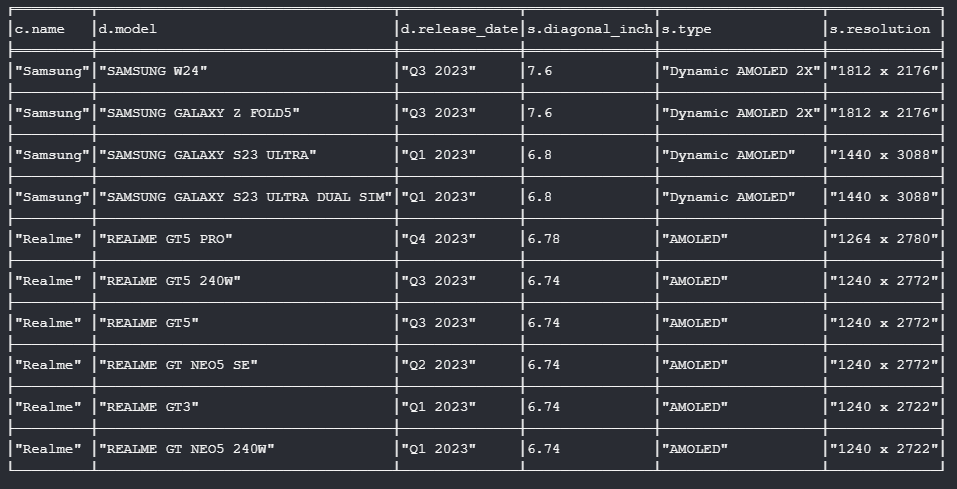 c.name d.model d.release_date s.diagonal_inch s.type s.resolution
"Samsung" "SAMSUNG W24" "Q3 2023" 7.6 "Dynamic AMOLED 2X" "1812 x 2176"
"Samsung" "SAMSUNG GALAXY Z FOLD5" "Q3 2023" 7.6 "Dynamic AMOLED 2X" "1812 x 2176"
"Samsung" "SAMSUNG GALAXY S23 ULTRA" "Q1 2023" 6.8 "Dynamic AMOLED" "1440 x 3088"
"Samsung" "SAMSUNG GALAXY S23 ULTRA DUAL SIM" "Q1 2023" 6.8 "Dynamic AMOLED" "1440 x 3088"
"Realme" "REALME GT5 PRO" "Q4 2023" 6.78 "AMOLED" "1264 x 2780"
"Realme" "REALME GT5 240W" "Q3 2023" 6.74 "AMOLED" "1240 x 2772"
"Realme" "REALME GT5" "Q3 2023" 6.74 "AMOLED" "1240 x 2772"
"Realme" "REALME GT NEO5 SE" "Q2 2023" 6.74 "AMOLED" "1240 x 2772"
"Realme" "REALME GT3" "Q1 2023" 6.74 "AMOLED" "1240 x 2722"
"Realme" "REALME GT NEO5 240W" "Q1 2023" 6.74 "AMOLED" "1240 x 2722"